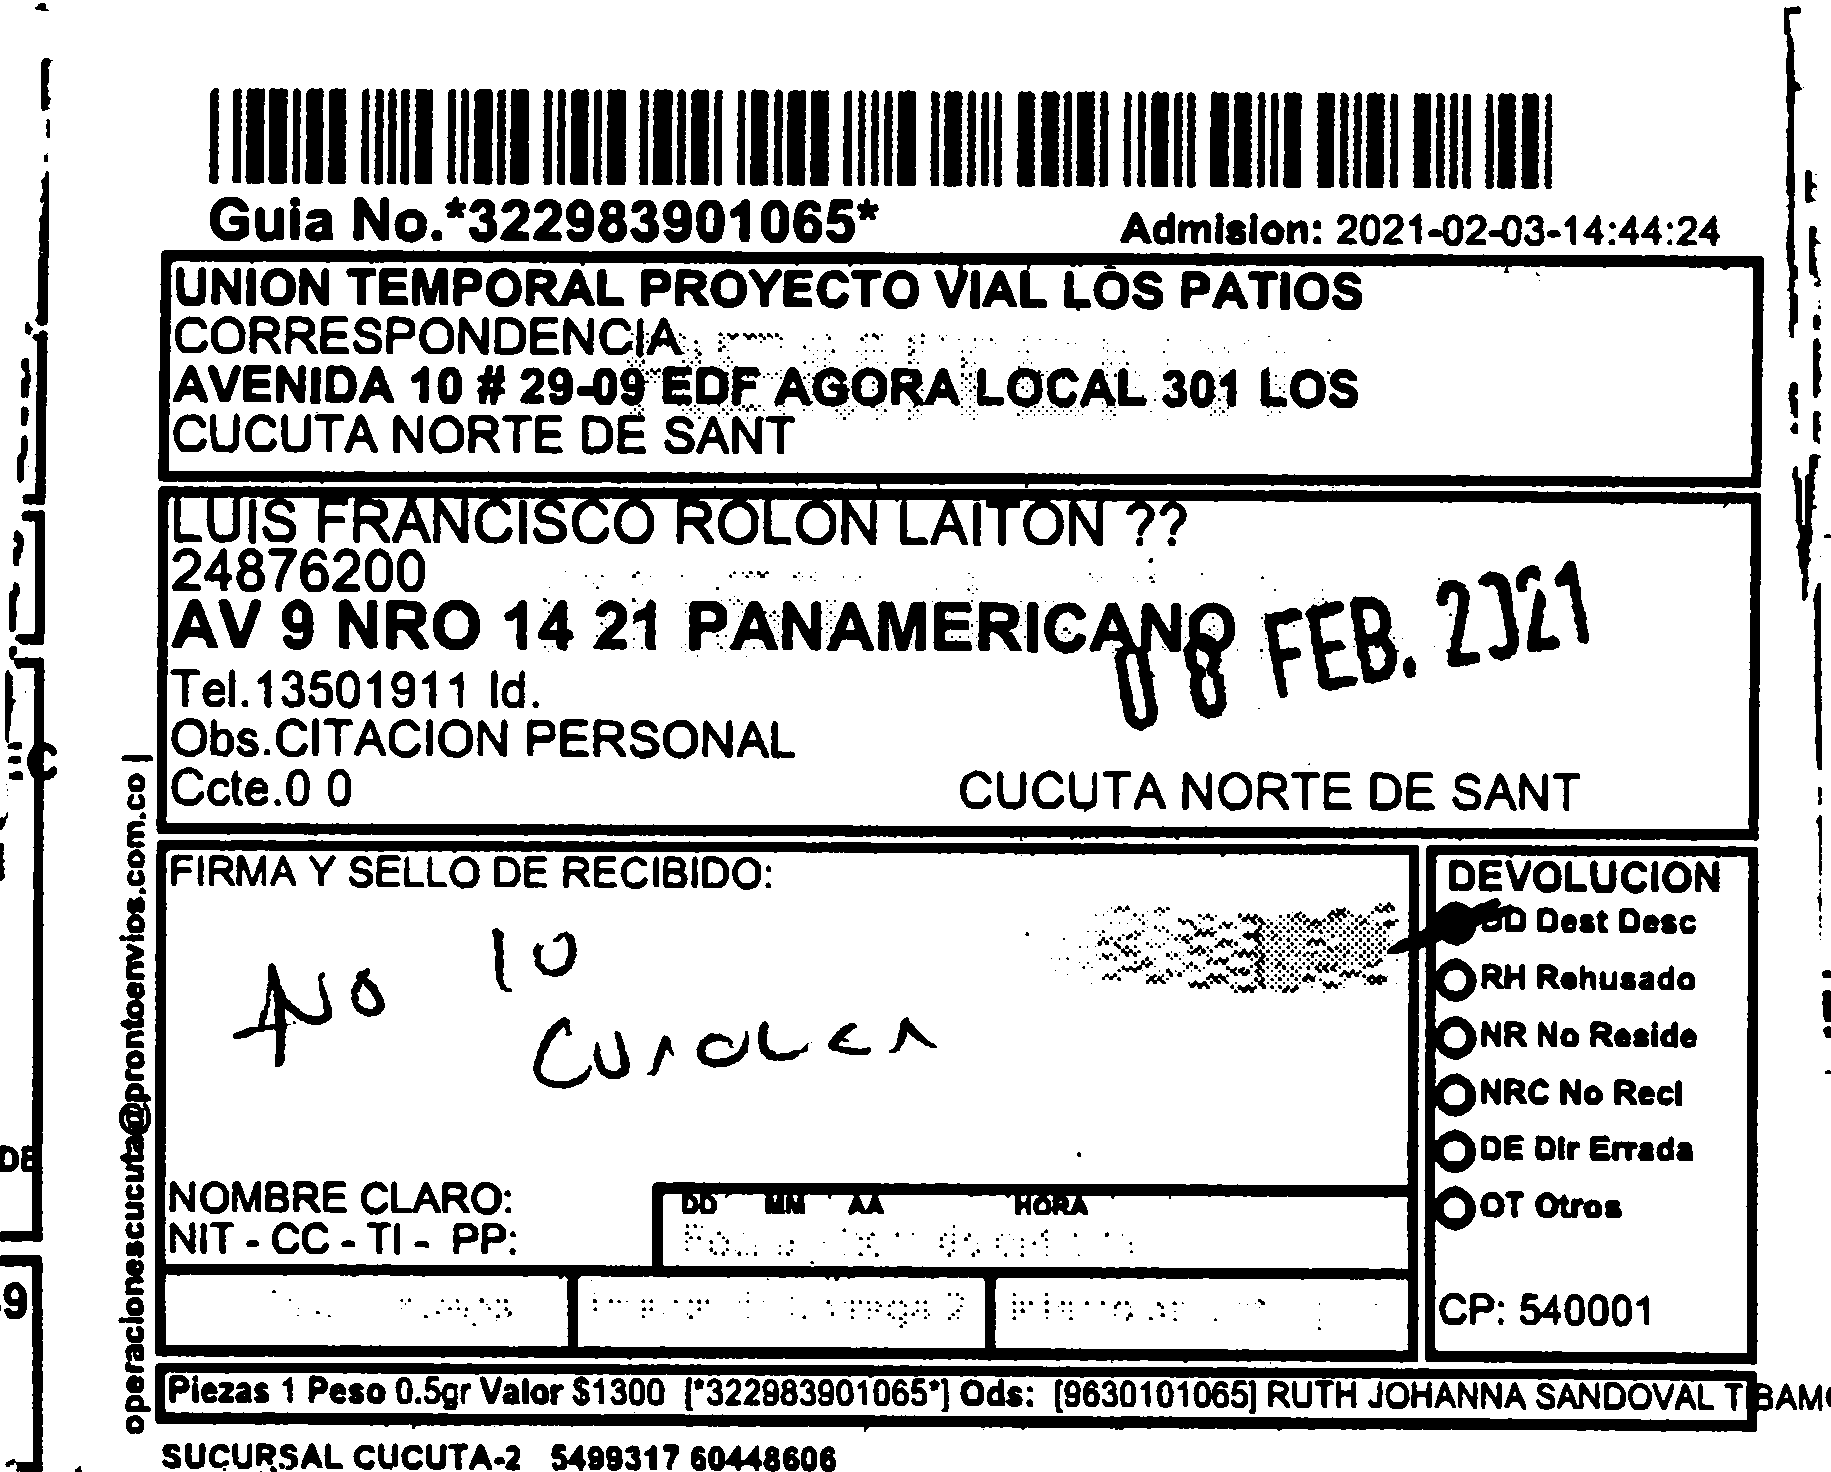 Guia No.*322983901065*
Admision: 2021-02-03-14:44:24
UNION TEMPORAL PROYECTO VIAL LOS PATIOS
CORRESPONDENCIA
AVENIDA 10 # 29-09 EDF AGORA LOCAL 301 LOS
CUCUTA NORTE DE SANT
LUIS FRANCISCO ROLON LAITON ??
24876200
AV 9 NRO 14 21 PANAMERICANO
08 FEB. 2021
Tel.13501911 Id.
Obs.CITACION PERSONAL
Ccte.0 0
CUCUTA NORTE DE SANT
operacionescucuta@prontoenvios.com.co |
FIRMA Y SELLO DE RECIBIDO:
No lo
NOMBRE CLARO:
NIT - CC - TI - PP:
DD MM AA HORA
DEVOLUCION
DD Dest Desc
RH Rehusado
NR No Reside
NRC No Recl
DE Dir Errada
OT Otros
CP: 540001
Piezas 1 Peso 0.5gr Valor $1300 [*322983901065*] Ods: [9630101065] RUTH JOHANNA SANDOVAL TIBAM
SUCURSAL CUCUTA-2 5499317 60448606